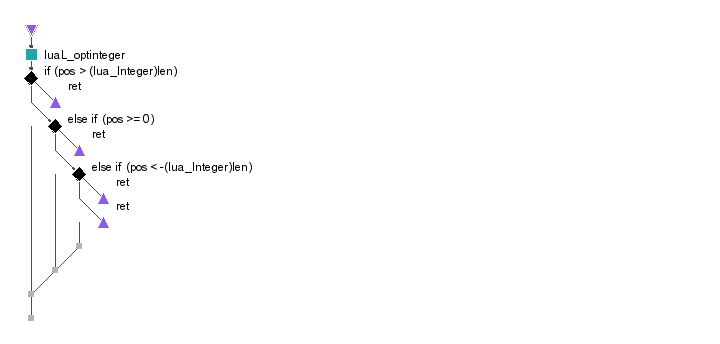 luaL_optinteger
if (pos > (lua_Integer)len)
ret
else if (pos >= 0)
ret
else if (pos < -(lua_Integer)len)
ret
ret